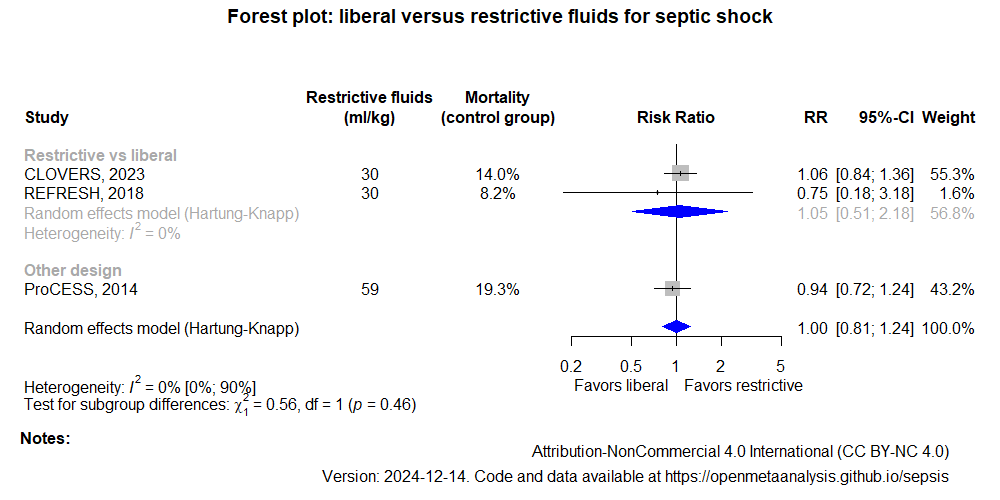 Forest plot: liberal versus restrictive fluids for septic shock
Restrictive fluids Mortality
Study (ml/kg) (control group) Risk Ratio RR 95%-CI Weight
Restrictive vs liberal
CLOVERS, 2023 30 14.0% 1.06 [0.84; 1.36] 55.3%
REFRESH, 2018 30 8.2% 0.75 [0.18; 3.18] 1.6%
Random effects model (Hartung-Knapp) 1.05 [0.51; 2.18] 56.8%
Heterogeneity: I² = 0%
Other design
ProCESS, 2014 59 19.3% 0.94 [0.72; 1.24] 43.2%
Random effects model (Hartung-Knapp) 1.00 [0.81; 1.24] 100.0%
0.2 0.5 1 2 5
Favors liberal Favors restrictive
Heterogeneity: I² = 0% [0%; 90%]
Test for subgroup differences: χ²₁ = 0.56, df = 1 (p = 0.46)
Notes:
Attribution-NonCommercial 4.0 International (CC BY-NC 4.0)
Version: 2024-12-14. Code and data available at https://openmetaanalysis.github.io/sepsis